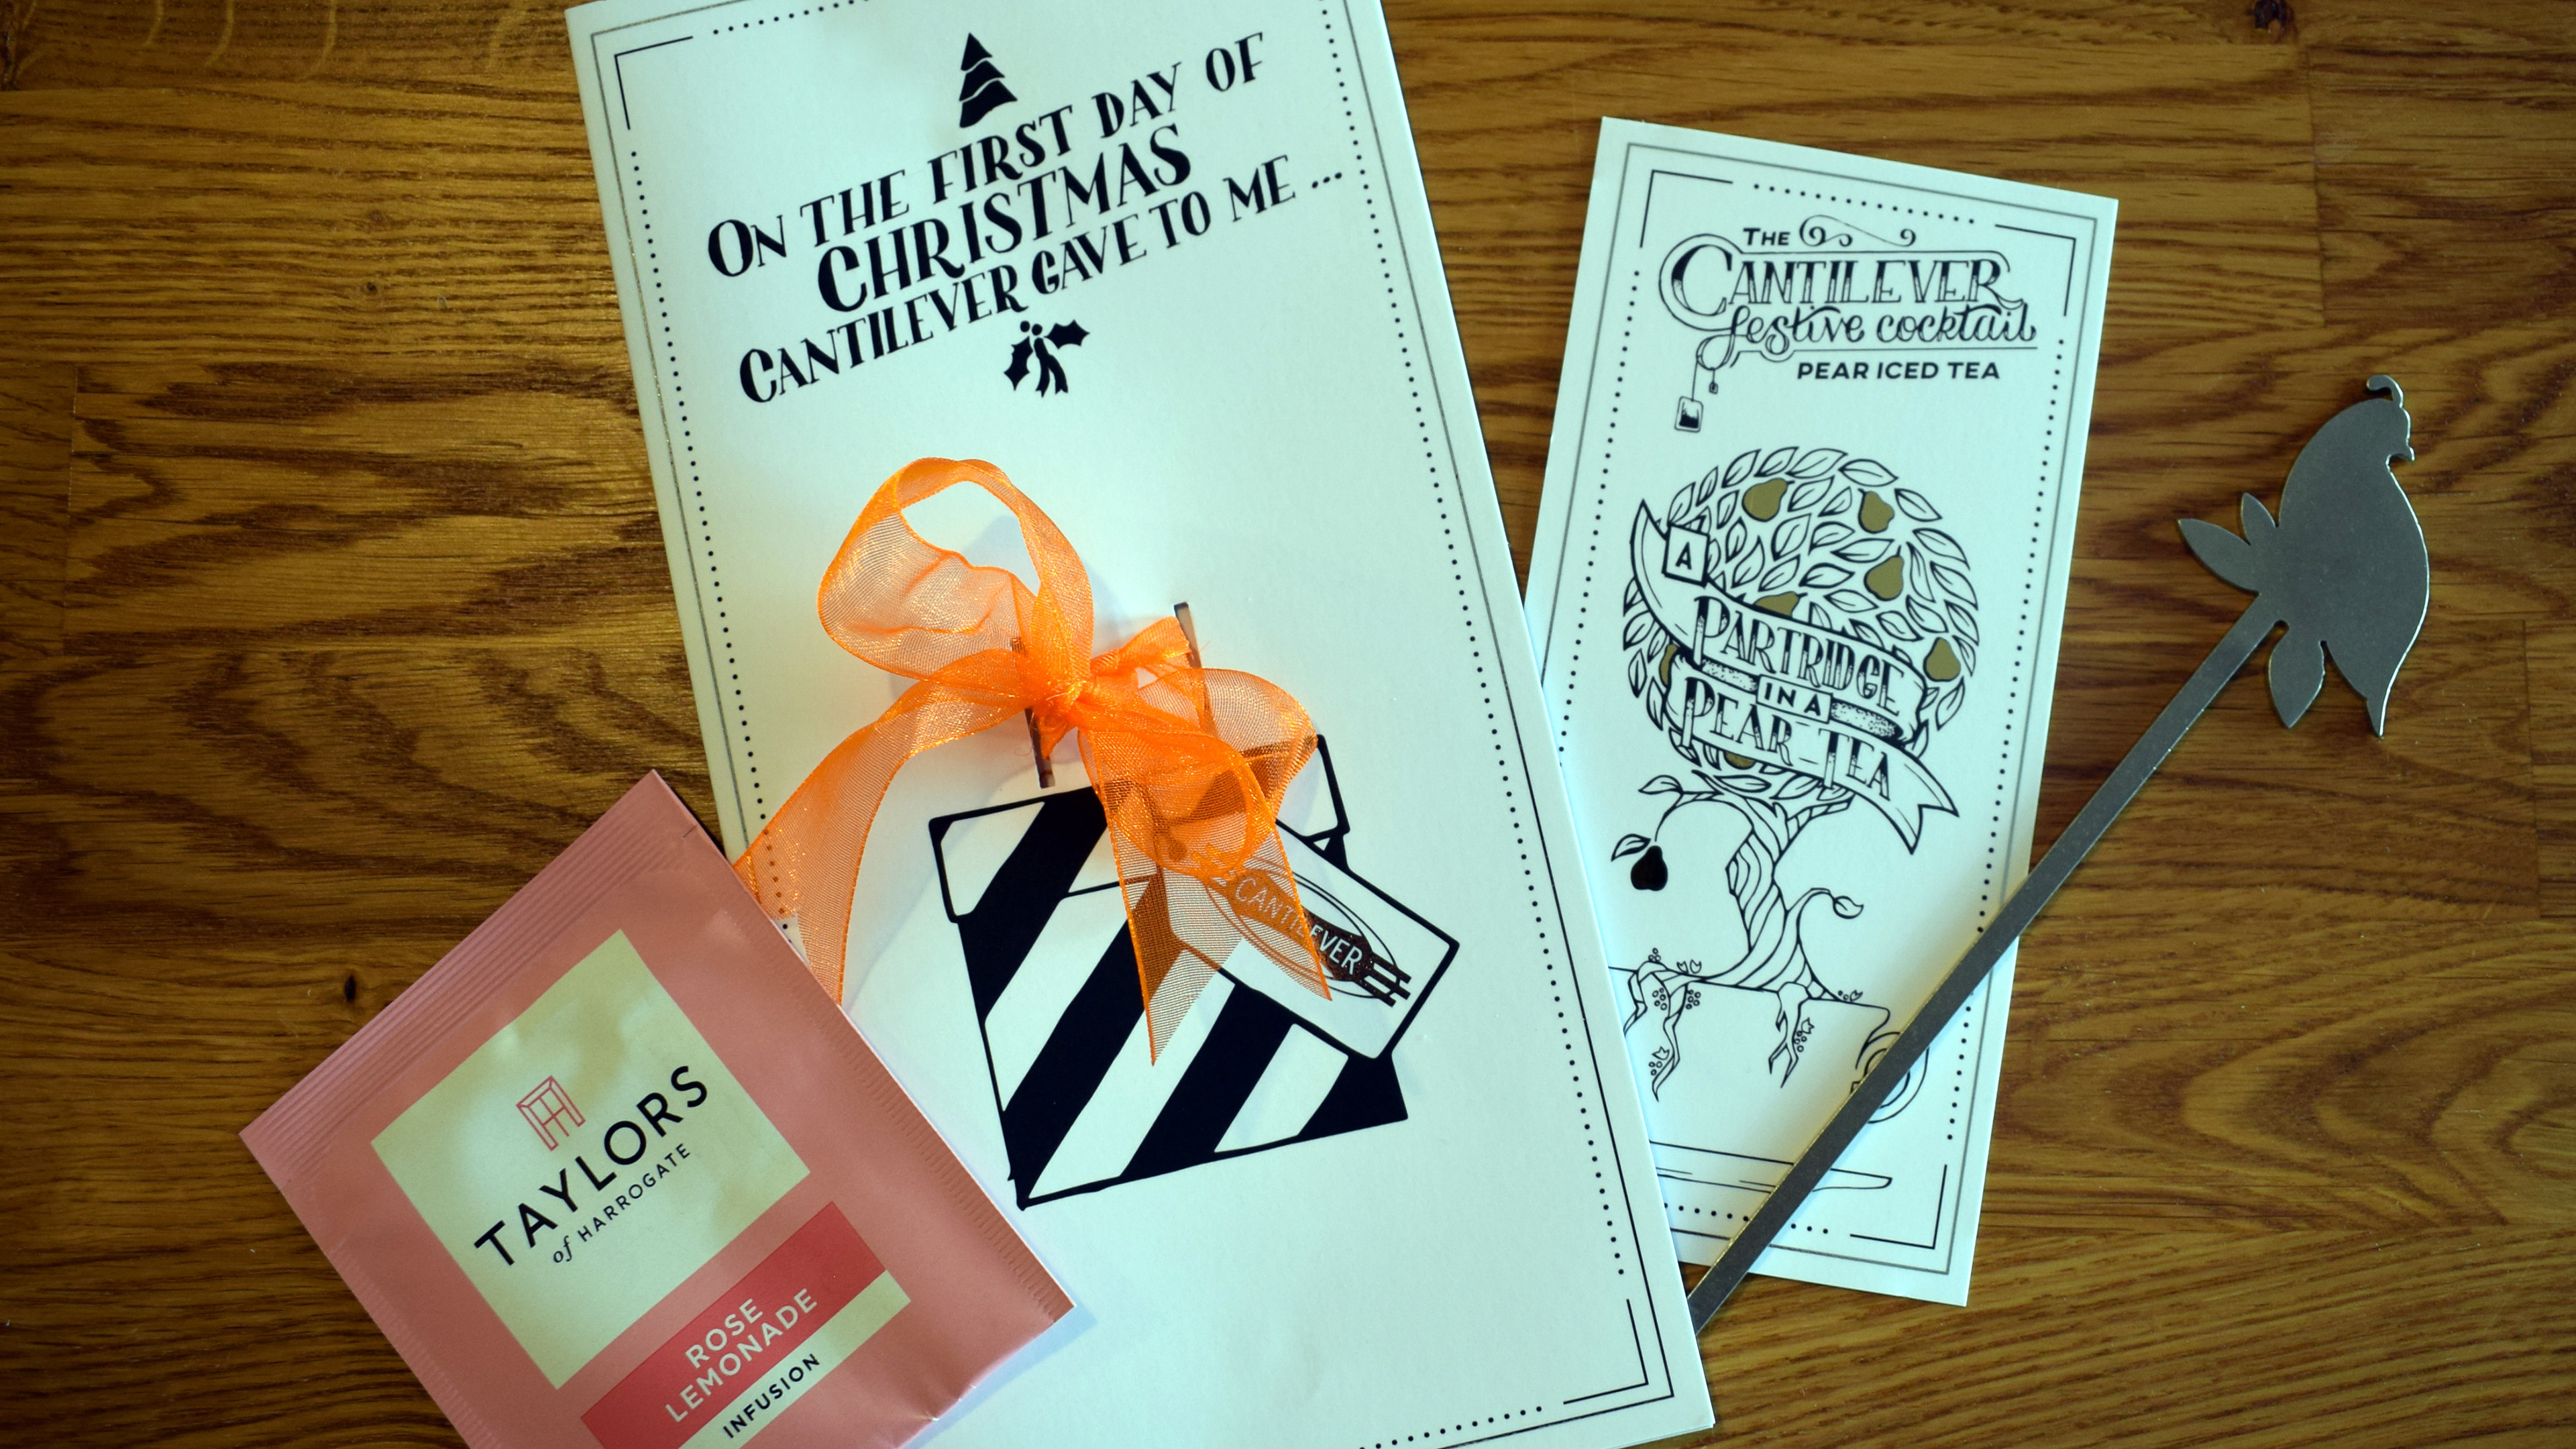 ON THE FIRST DAY OF
CHRISTMAS
CANTILEVER GAVE TO ME ...
CANTILEVER
THE
CANTILEVER
festive cocktail
PEAR ICED TEA
A
PARTRIDGE
IN A
PEAR TEA
TAYLORS
of HARROGATE
ROSE
LEMONADE
INFUSION